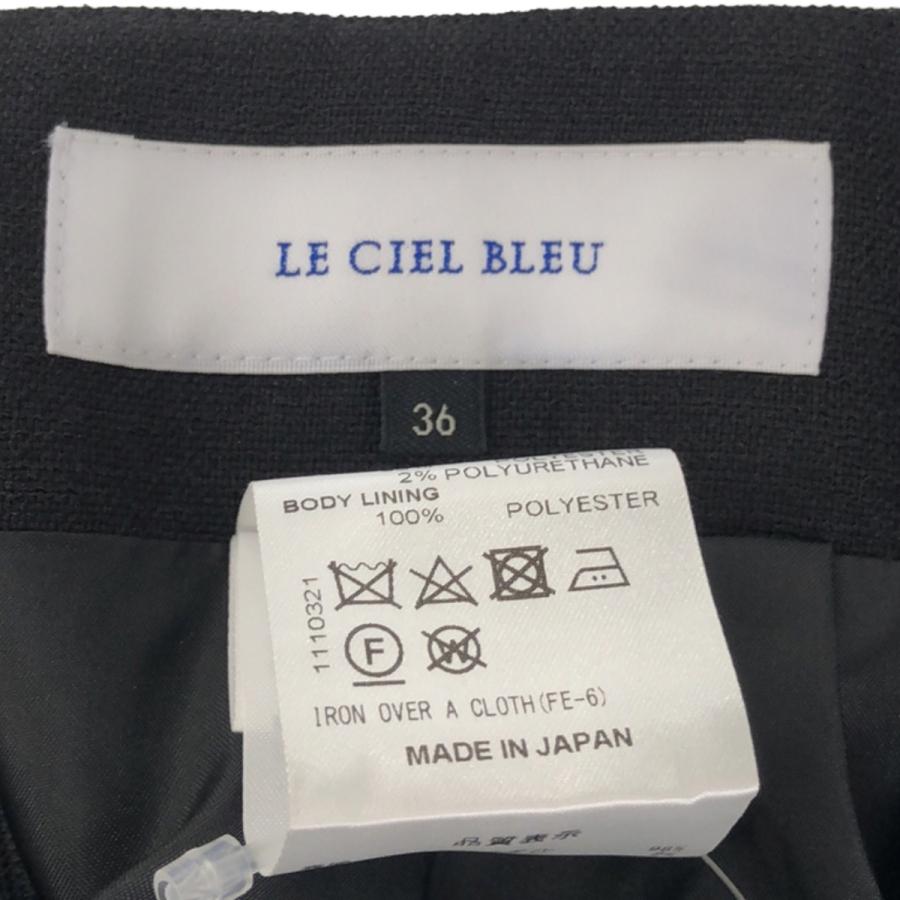 LE CIEL BLEU
36
POLYESTER
2% POLYURETHANE
BODY LINING
100% POLYESTER
1110321
F
W
IRON OVER A CLOTH(FE-6)
MADE IN JAPAN
品質表示